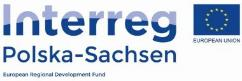 Interreg
Polska-Sachsen
European Regional Development Fund
EUROPEAN UNION